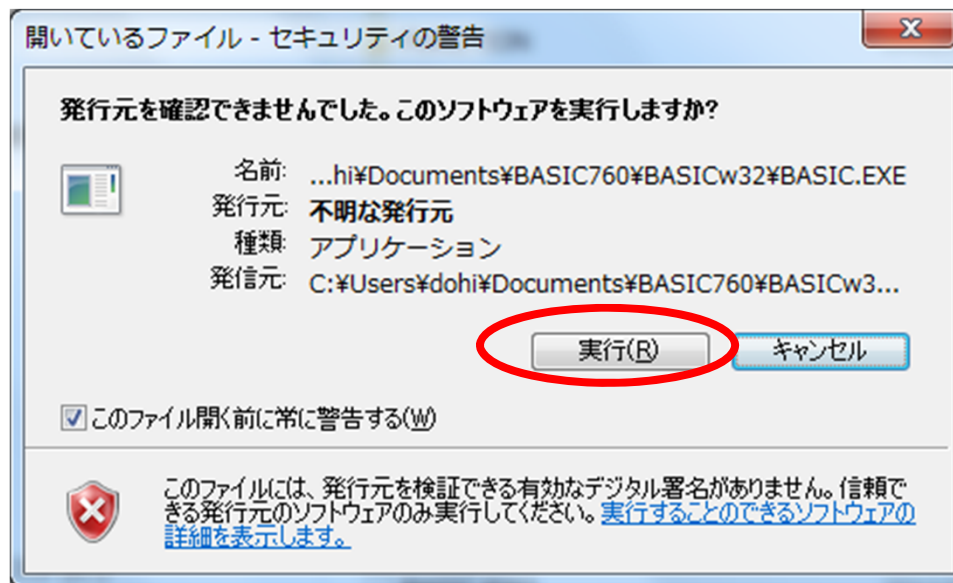 開いているファイル - セキュリティの警告
発行元を確認できませんでした。このソフトウェアを実行しますか?
名前: ...hi¥Documents¥BASIC760¥BASICw32¥BASIC.EXE
発行元: 不明な発行元
種類: アプリケーション
発信元: C:¥Users¥dohi¥Documents¥BASIC760¥BASICw3...
実行(R) キャンセル
このファイル開く前に常に警告する(W)
このファイルには、発行元を検証できる有効なデジタル署名がありません。信頼で
きる発行元のソフトウェアのみ実行してください。実行することのできるソフトウェアの
詳細を表示します。